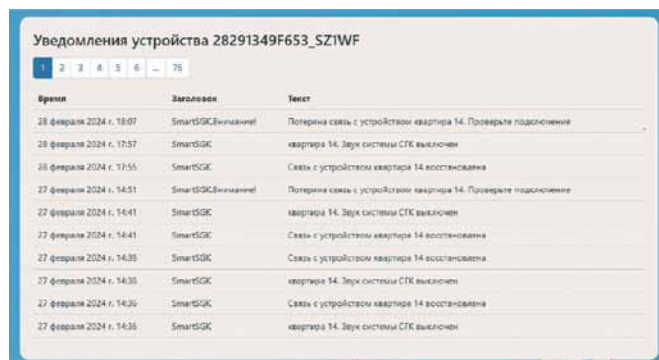 Уведомления устройства 28291349F653_SZ1WF
1 2 3 4 5 6 ... 76
Время Заголовок Текст
28 февраля 2024 г. 18:07 SmartSGK.Внимание! Потеряна связь с устройством квартира 14. Проверьте подключение
28 февраля 2024 г. 17:57 SmartSGK квартира 14. Звук системы СГК выключен
28 февраля 2024 г. 17:55 SmartSGK Связь с устройством квартира 14 восстановлена
27 февраля 2024 г. 14:51 SmartSGK.Внимание! Потеряна связь с устройством квартира 14. Проверьте подключение
27 февраля 2024 г. 14:41 SmartSGK квартира 14. Звук системы СГК выключен
27 февраля 2024 г. 14:41 SmartSGK Связь с устройством квартира 14 восстановлена
27 февраля 2024 г. 14:38 SmartSGK Связь с устройством квартира 14 восстановлена
27 февраля 2024 г. 14:38 SmartSGK квартира 14. Звук системы СГК выключен
27 февраля 2024 г. 14:36 SmartSGK Связь с устройством квартира 14 восстановлена
27 февраля 2024 г. 14:36 SmartSGK квартира 14. Звук системы СГК выключен